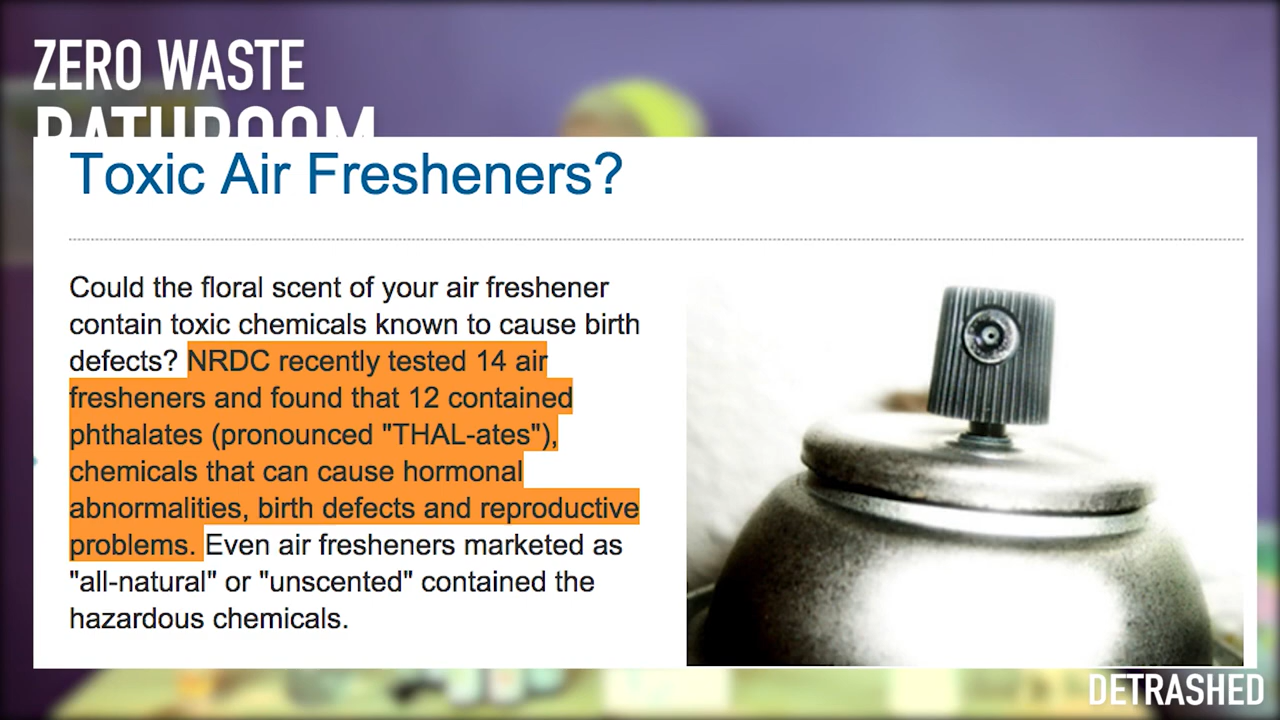 ZERO WASTE
BATHROOM
Toxic Air Fresheners?
Could the floral scent of your air freshener
contain toxic chemicals known to cause birth
defects? NRDC recently tested 14 air
fresheners and found that 12 contained
phthalates (pronounced "THAL-ates"),
chemicals that can cause hormonal
abnormalities, birth defects and reproductive
problems. Even air fresheners marketed as
"all-natural" or "unscented" contained the
hazardous chemicals.
DETRASHED